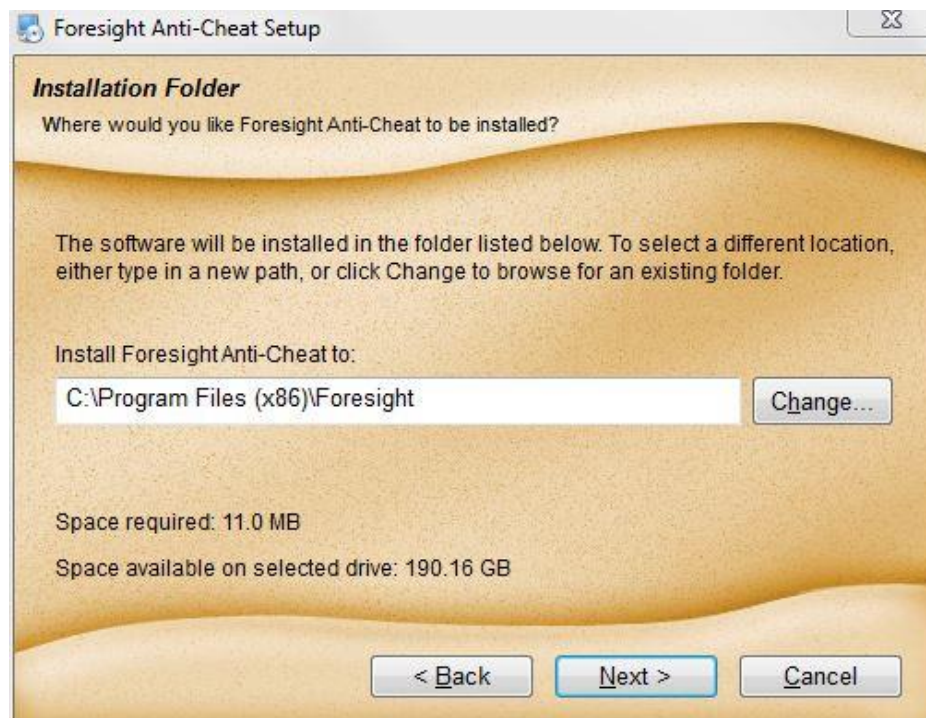 Foresight Anti-Cheat Setup
Installation Folder
Where would you like Foresight Anti-Cheat to be installed?
The software will be installed in the folder listed below. To select a different location,
either type in a new path, or click Change to browse for an existing folder.
Install Foresight Anti-Cheat to:
C:\Program Files (x86)\Foresight
Change...
Space required: 11.0 MB
Space available on selected drive: 190.16 GB
< Back
Next >
Cancel